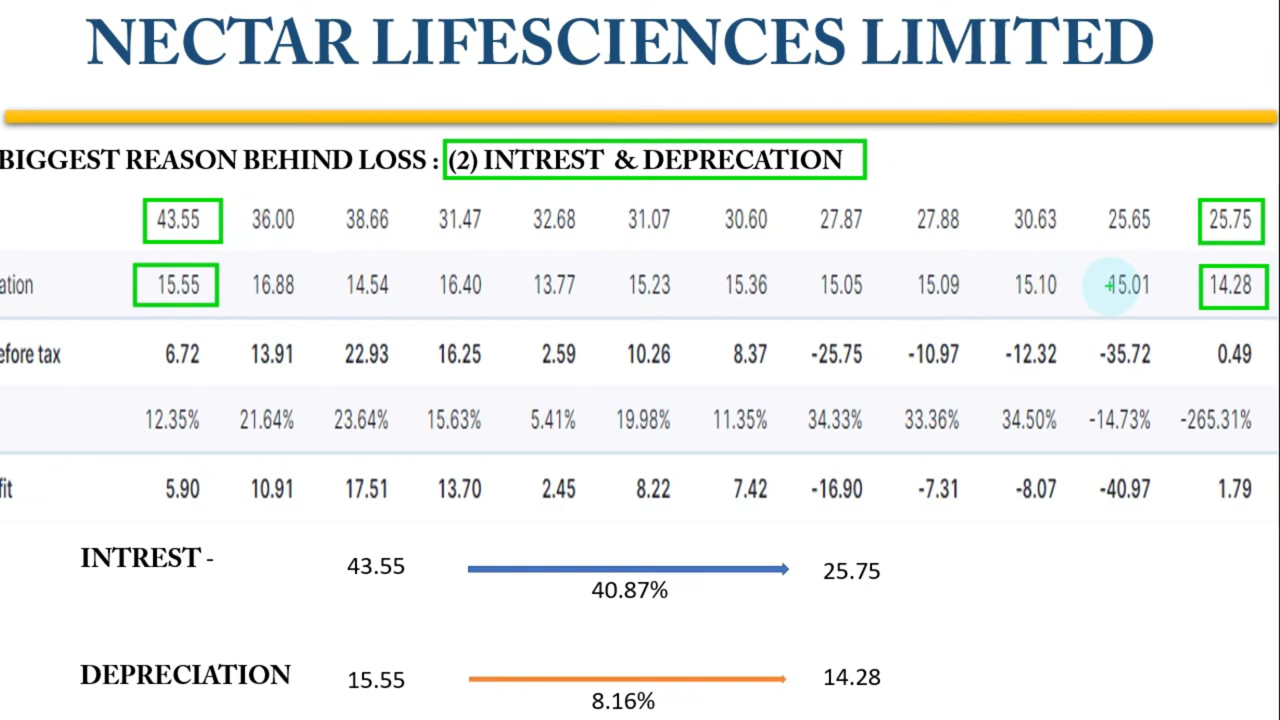 NECTAR LIFESCIENCES LIMITED
BIGGEST REASON BEHIND LOSS : (2) INTREST & DEPRECATION
43.55 36.00 38.66 31.47 32.68 31.07 30.60 27.87 27.88 30.63 25.65 25.75
ation 15.55 16.88 14.54 16.40 13.77 15.23 15.36 15.05 15.09 15.10 15.01 14.28
efore tax 6.72 13.91 22.93 16.25 2.59 10.26 8.37 -25.75 -10.97 -12.32 -35.72 0.49
12.35% 21.64% 23.64% 15.63% 5.41% 19.98% 11.35% 34.33% 33.36% 34.50% -14.73% -265.31%
fit 5.90 10.91 17.51 13.70 2.45 8.22 7.42 -16.90 -7.31 -8.07 -40.97 1.79
INTREST - 43.55 25.75
40.87%
DEPRECIATION 15.55 14.28
8.16%